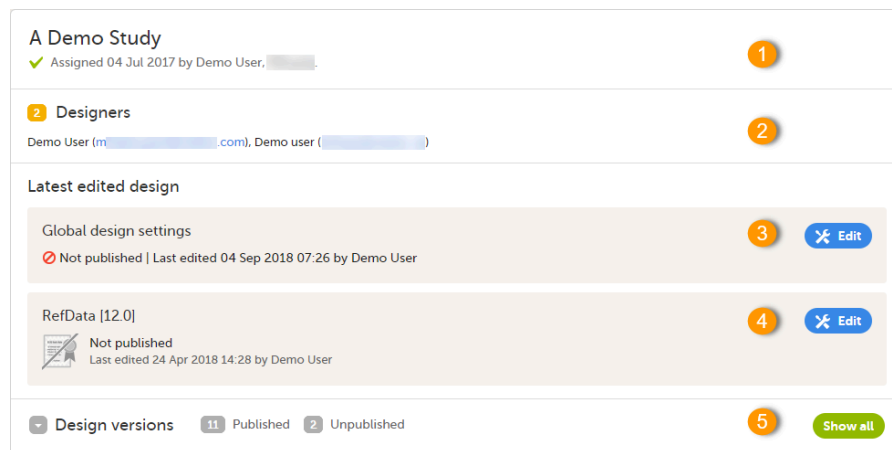 A Demo Study
Assigned 04 Jul 2017 by Demo User, .
1
2 Designers
Demo User (m .com), Demo user ( )
2
Latest edited design
Global design settings
3
Edit
Not published | Last edited 04 Sep 2018 07:26 by Demo User
RefData [12.0]
4
Edit
Not published
Last edited 24 Apr 2018 14:28 by Demo User
Design versions 11 Published 2 Unpublished
5
Show all